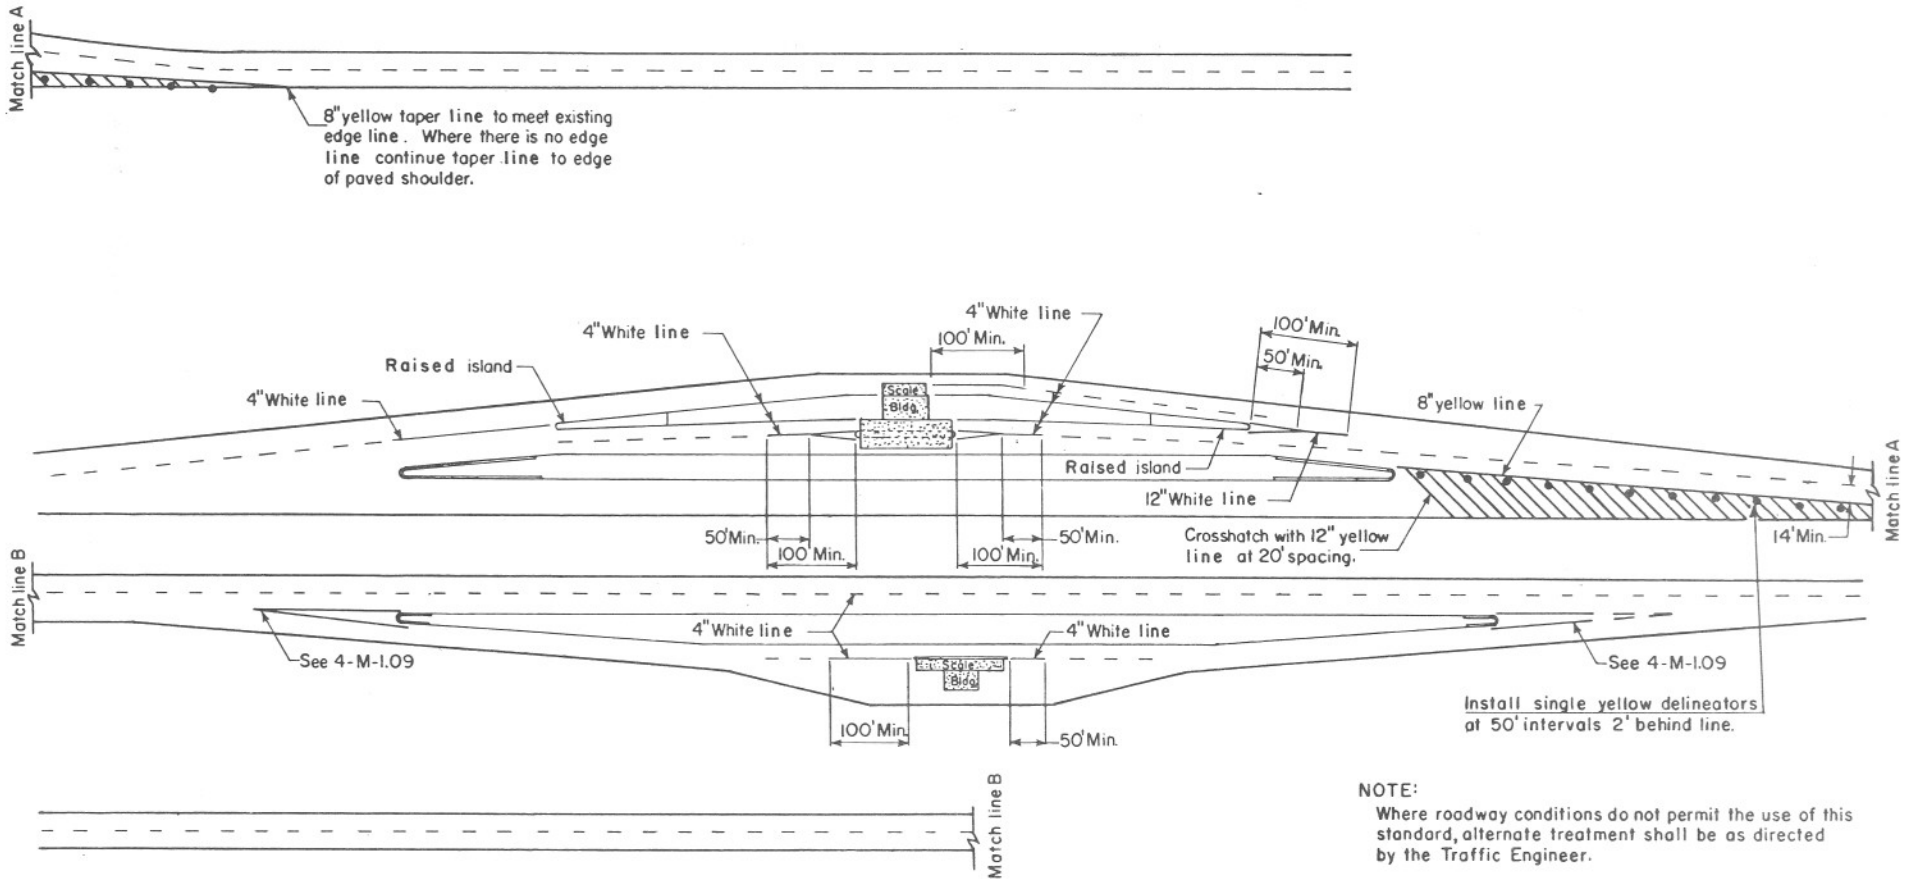 Match line A
8" yellow taper line to meet existing
edge line. Where there is no edge
line continue taper line to edge
of paved shoulder.
4" White line
100' Min.
4" White line
100' Min.
50' Min.
Raised island
4" White line
Scale
Bldg.
8" yellow line
Raised island
12" White line
Match line A
50' Min.
100' Min.
50' Min.
100' Min.
Crosshatch with 12" yellow
line at 20' spacing.
14' Min.
Match line B
4" White line
4" White line
See 4-M-1.09
Scale
Bldg.
See 4-M-1.09
100' Min.
50' Min.
Install single yellow delineators
at 50' intervals 2' behind line.
Match line B
NOTE:
Where roadway conditions do not permit the use of this
standard, alternate treatment shall be as directed
by the Traffic Engineer.